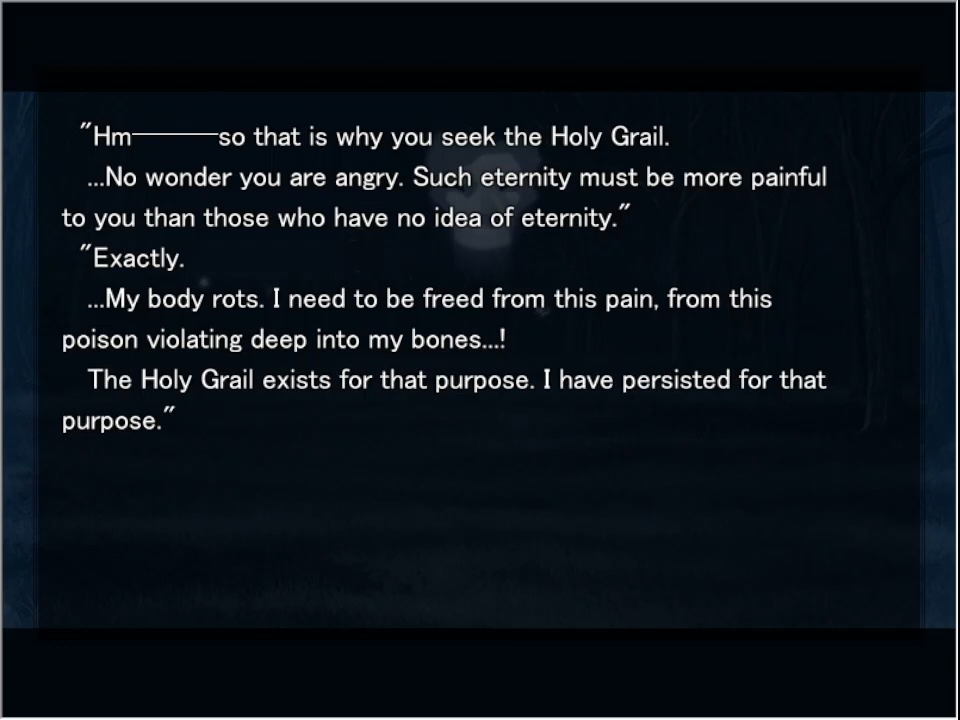 "Hm―――so that is why you seek the Holy Grail.
...No wonder you are angry. Such eternity must be more painful
to you than those who have no idea of eternity."
"Exactly.
...My body rots. I need to be freed from this pain, from this
poison violating deep into my bones...!
The Holy Grail exists for that purpose. I have persisted for that
purpose."